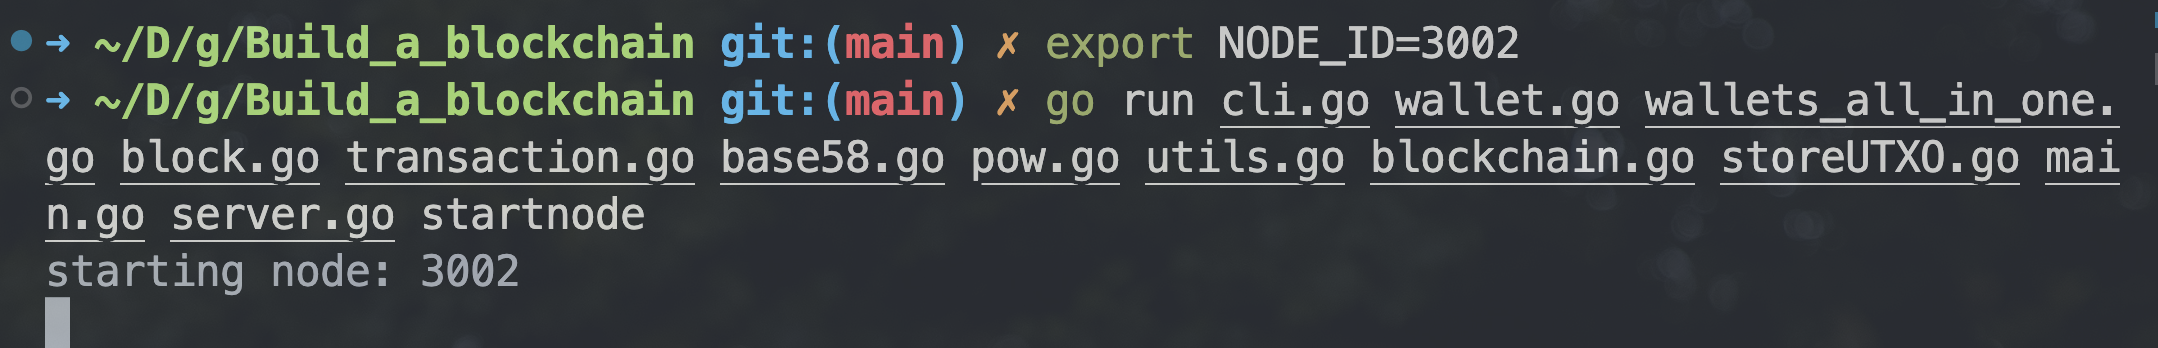 ➜ ~/D/g/Build_a_blockchain git:(main) ✗ export NODE_ID=3002
➜ ~/D/g/Build_a_blockchain git:(main) ✗ go run cli.go wallet.go wallets_all_in_one.
go block.go transaction.go base58.go pow.go utils.go blockchain.go storeUTXO.go mai
n.go server.go startnode
starting node: 3002